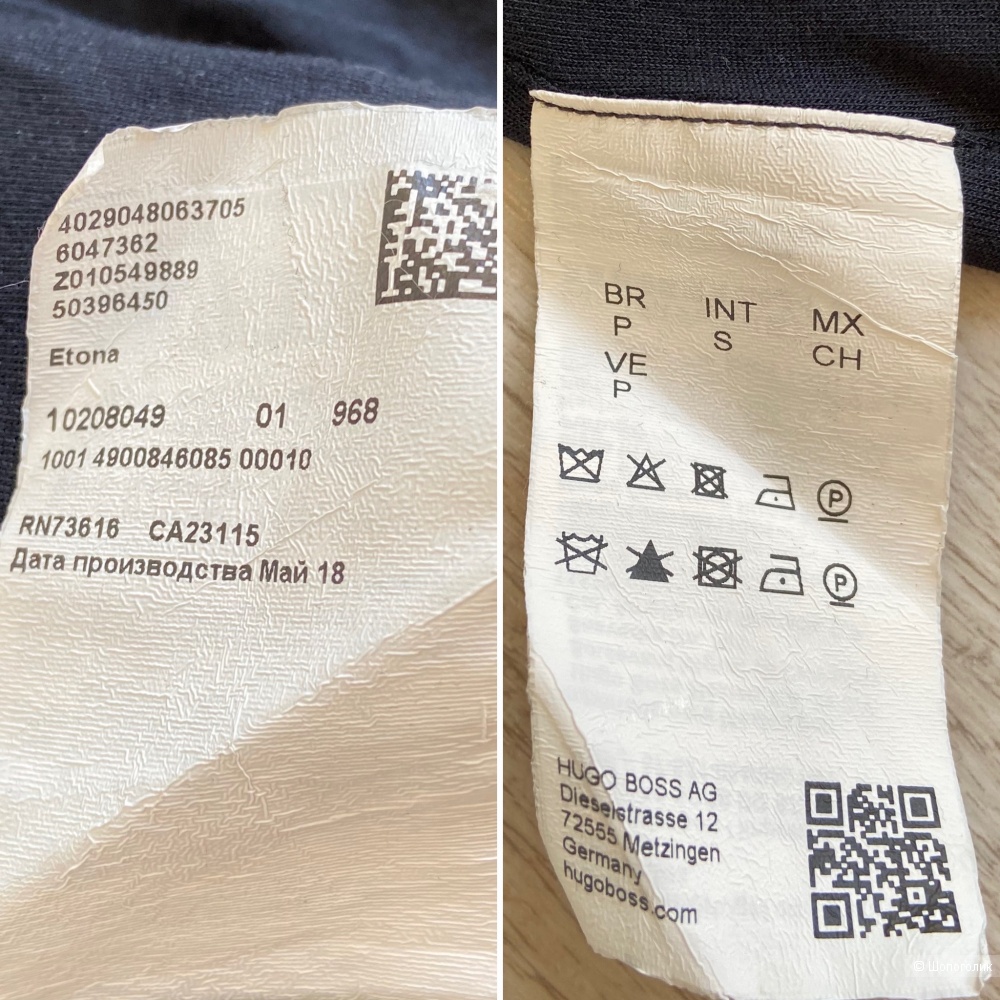 4029048063705
6047362
Z010549889
50396450
Etona
10208049 01 968
1001 4900846085 00010
RN73616 CA23115
Дата производства Май 18
BR INT MX
P S CH
VE
P
P
P
HUGO BOSS AG
Dieselstrasse 12
72555 Metzingen
Germany
hugoboss.com
© Шопоголик